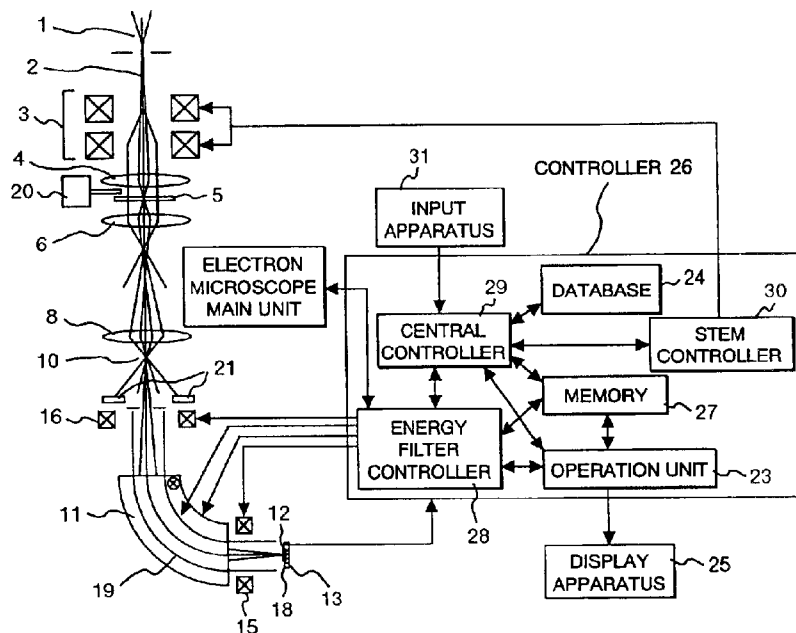 1
2
3
4
20
5
6
31
INPUT
APPARATUS
CONTROLLER 26
ELECTRON
MICROSCOPE
MAIN UNIT
29
CENTRAL
CONTROLLER
DATABASE
24
30
STEM
CONTROLLER
8
10
21
16
MEMORY
27
ENERGY
FILTER
CONTROLLER
28
OPERATION UNIT
23
11
19
12
18
13
15
DISPLAY
APPARATUS
25